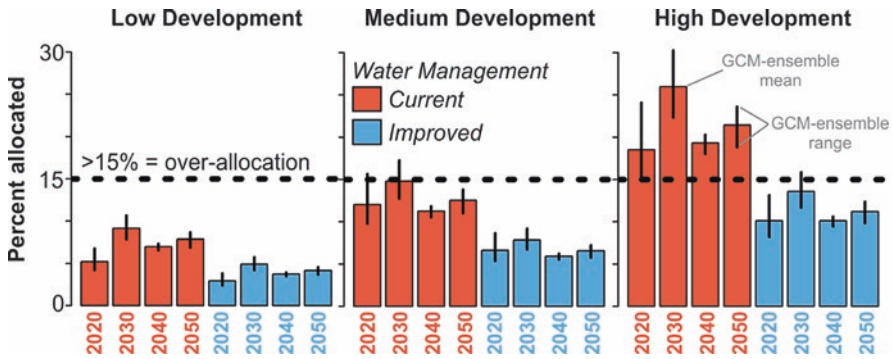 Low Development
Medium Development
High Development
Percent allocated
30
15
0
>15% = over-allocation
Water Management
Current
Improved
GCM-ensemble
mean
GCM-ensemble
range
2020 2030 2040 2050 2020 2030 2040 2050
2020 2030 2040 2050 2020 2030 2040 2050
2020 2030 2040 2050 2020 2030 2040 2050